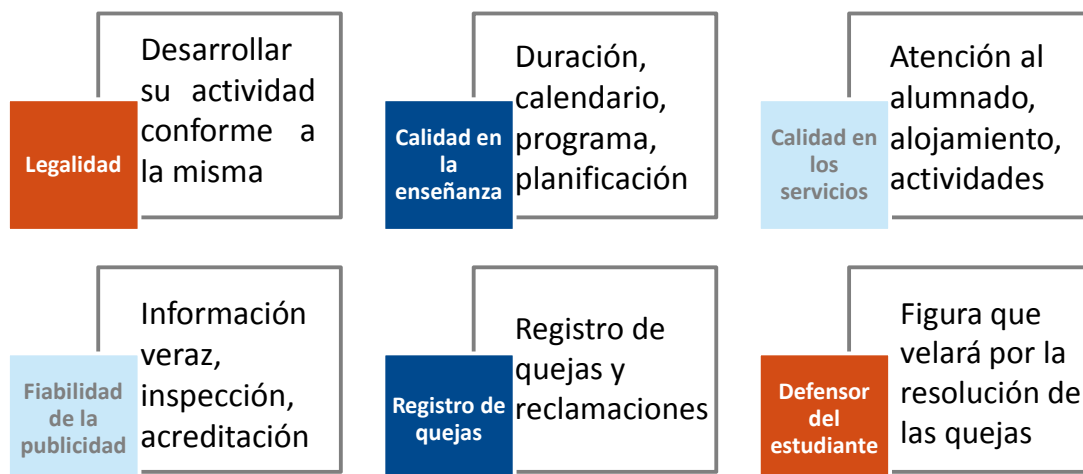 Desarrollar
su actividad
conforme a
la misma
Legalidad
Duración,
calendario,
programa,
planificación
Calidad en
la
enseñanza
Atención al
alumnado,
alojamiento,
actividades
Calidad en
los
servicios
Información
veraz,
inspección,
acreditación
Fiabilidad
de la
publicidad
Registro de
quejas y
reclamaciones
Registro de
quejas
Figura que
velará por la
resolución de
las quejas
Defensor
del
estudiante